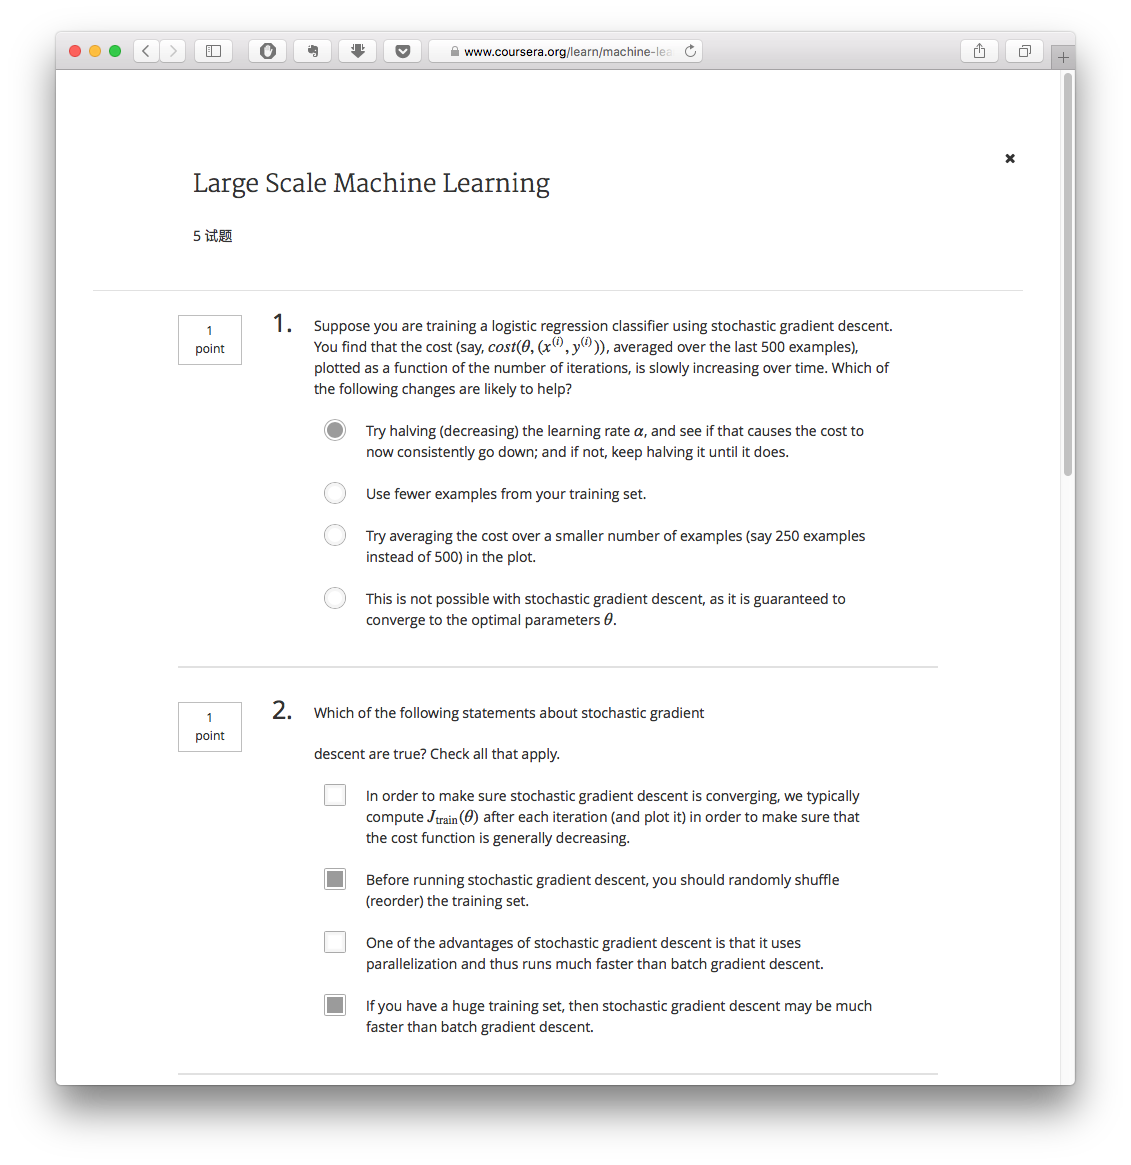 www.coursera.org/learn/machine-lea
Large Scale Machine Learning
5 试题
1
point
1.
Suppose you are training a logistic regression classifier using stochastic gradient descent.
You find that the cost (say, cost(θ, (x^(i), y^(i))), averaged over the last 500 examples),
plotted as a function of the number of iterations, is slowly increasing over time. Which of
the following changes are likely to help?
Try halving (decreasing) the learning rate α, and see if that causes the cost to
now consistently go down; and if not, keep halving it until it does.
Use fewer examples from your training set.
Try averaging the cost over a smaller number of examples (say 250 examples
instead of 500) in the plot.
This is not possible with stochastic gradient descent, as it is guaranteed to
converge to the optimal parameters θ.
1
point
2.
Which of the following statements about stochastic gradient
descent are true? Check all that apply.
In order to make sure stochastic gradient descent is converging, we typically
compute J_train(θ) after each iteration (and plot it) in order to make sure that
the cost function is generally decreasing.
Before running stochastic gradient descent, you should randomly shuffle
(reorder) the training set.
One of the advantages of stochastic gradient descent is that it uses
parallelization and thus runs much faster than batch gradient descent.
If you have a huge training set, then stochastic gradient descent may be much
faster than batch gradient descent.